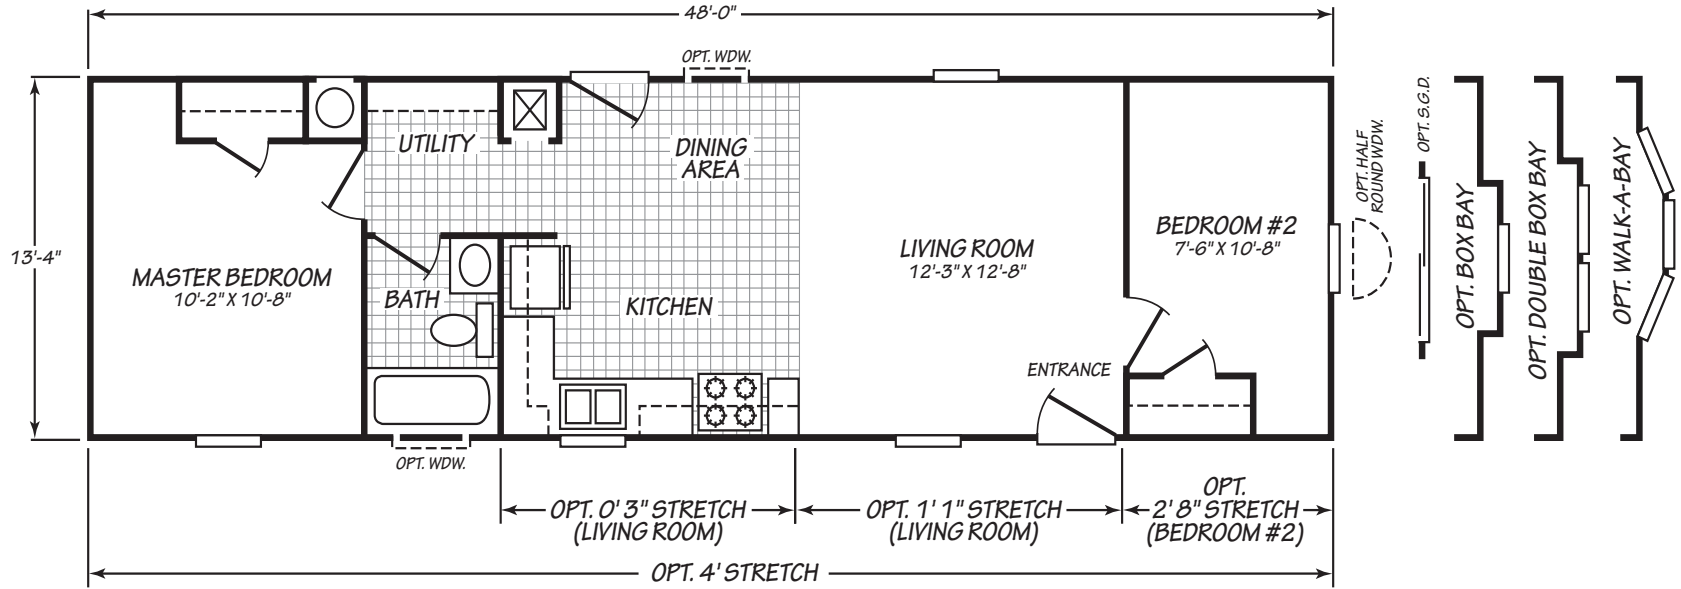 48'-0"
OPT. WDW.
OPT. S.G.D.
UTILITY
DINING
AREA
OPT. HALF
ROUND WDW.
OPT. BOX BAY
OPT. DOUBLE BOX BAY
OPT. WALK-A-BAY
13'-4"
MASTER BEDROOM
10'-2" X 10'-8"
BATH
KITCHEN
LIVING ROOM
12'-3" X 12'-8"
BEDROOM #2
7'-6" X 10'-8"
ENTRANCE
OPT. WDW.
OPT. 0' 3" STRETCH
(LIVING ROOM)
OPT. 1' 1" STRETCH
(LIVING ROOM)
OPT.
2' 8" STRETCH
(BEDROOM #2)
OPT. 4' STRETCH